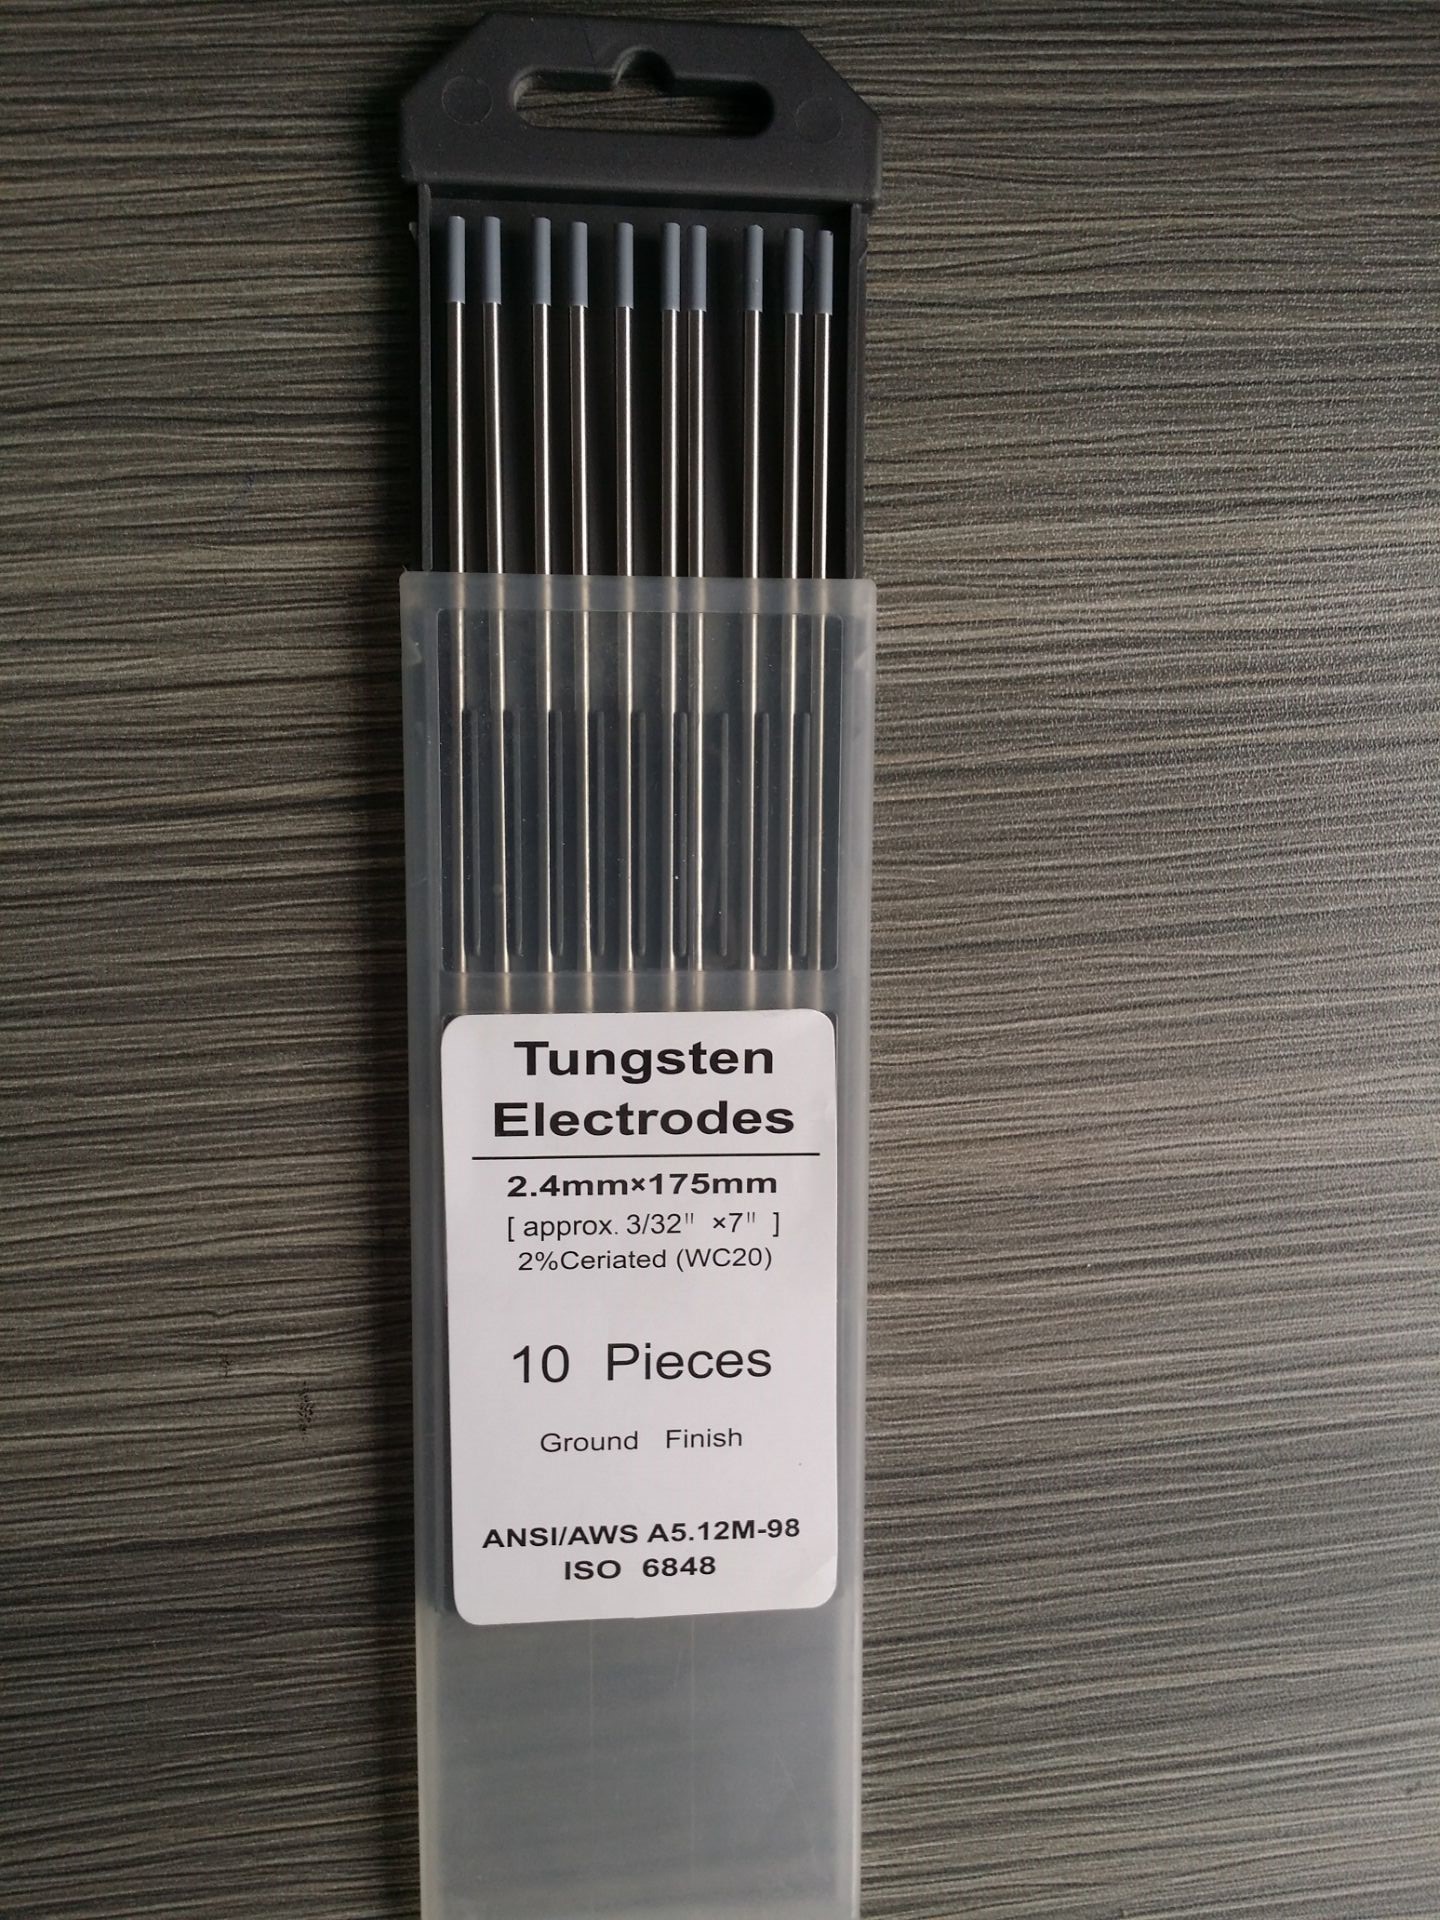 Tungsten
Electrodes
2.4mm×175mm
[ approx. 3/32" ×7" ]
2%Ceriated (WC20)
10 Pieces
Ground Finish
ANSI/AWS A5.12M-98
ISO 6848